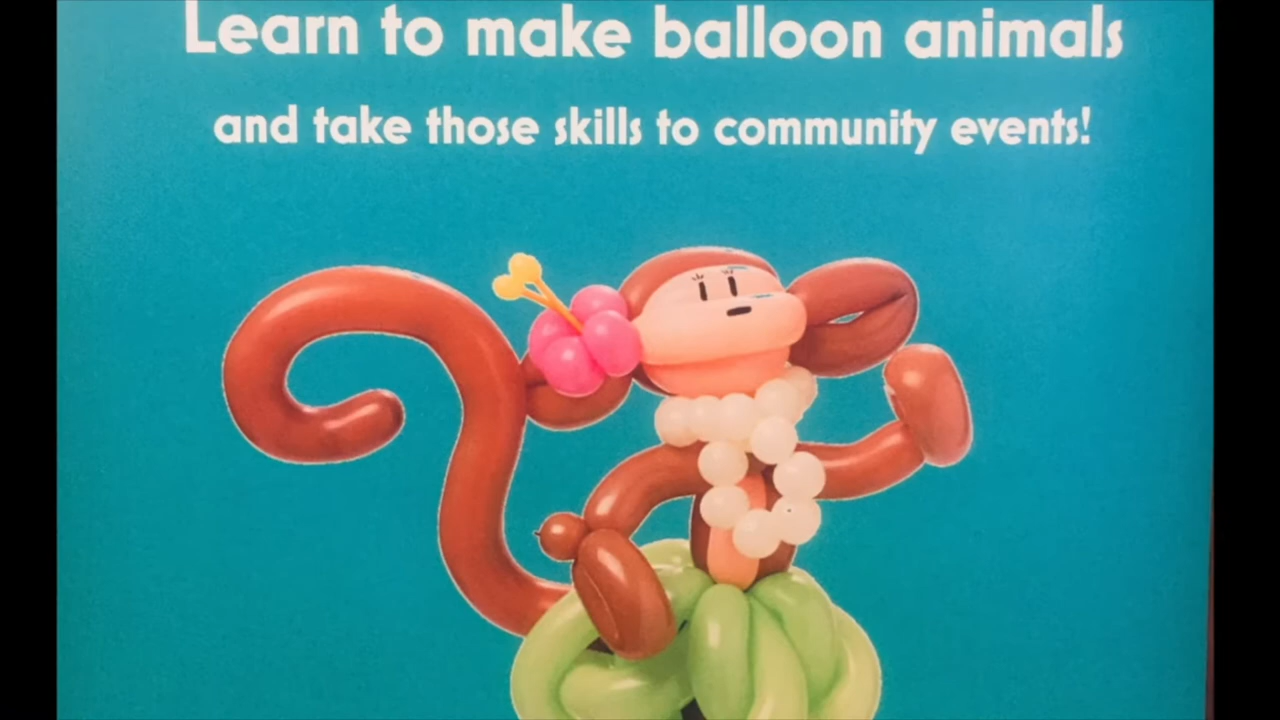 Learn to make balloon animals
and take those skills to community events!